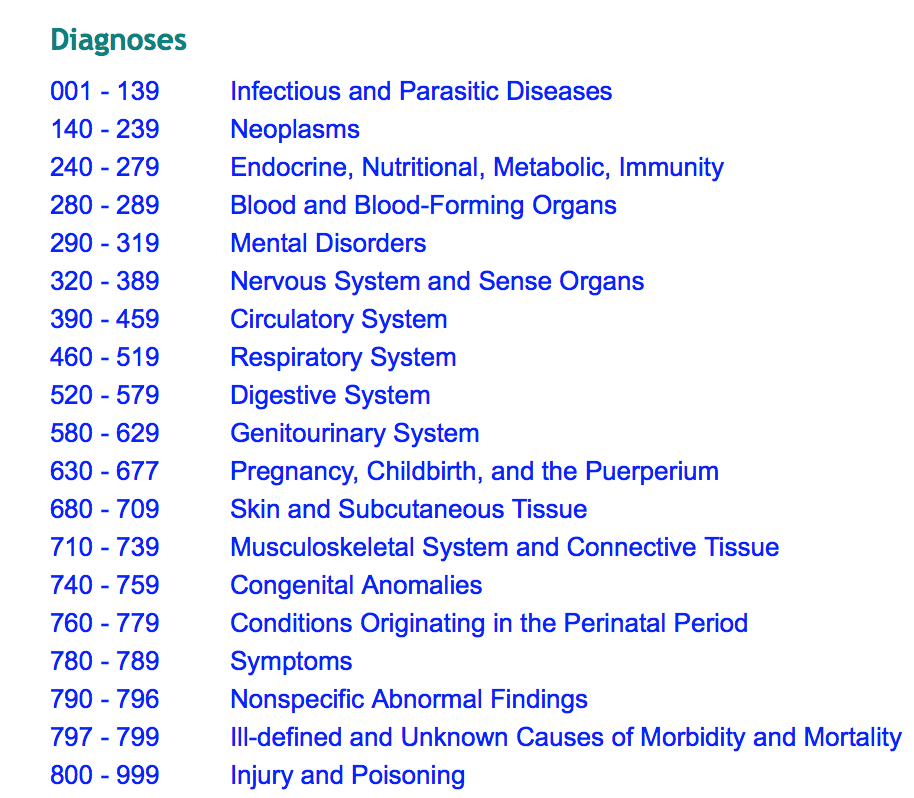 Diagnoses
001 - 139 Infectious and Parasitic Diseases
140 - 239 Neoplasms
240 - 279 Endocrine, Nutritional, Metabolic, Immunity
280 - 289 Blood and Blood-Forming Organs
290 - 319 Mental Disorders
320 - 389 Nervous System and Sense Organs
390 - 459 Circulatory System
460 - 519 Respiratory System
520 - 579 Digestive System
580 - 629 Genitourinary System
630 - 677 Pregnancy, Childbirth, and the Puerperium
680 - 709 Skin and Subcutaneous Tissue
710 - 739 Musculoskeletal System and Connective Tissue
740 - 759 Congenital Anomalies
760 - 779 Conditions Originating in the Perinatal Period
780 - 789 Symptoms
790 - 796 Nonspecific Abnormal Findings
797 - 799 Ill-defined and Unknown Causes of Morbidity and Mortality
800 - 999 Injury and Poisoning